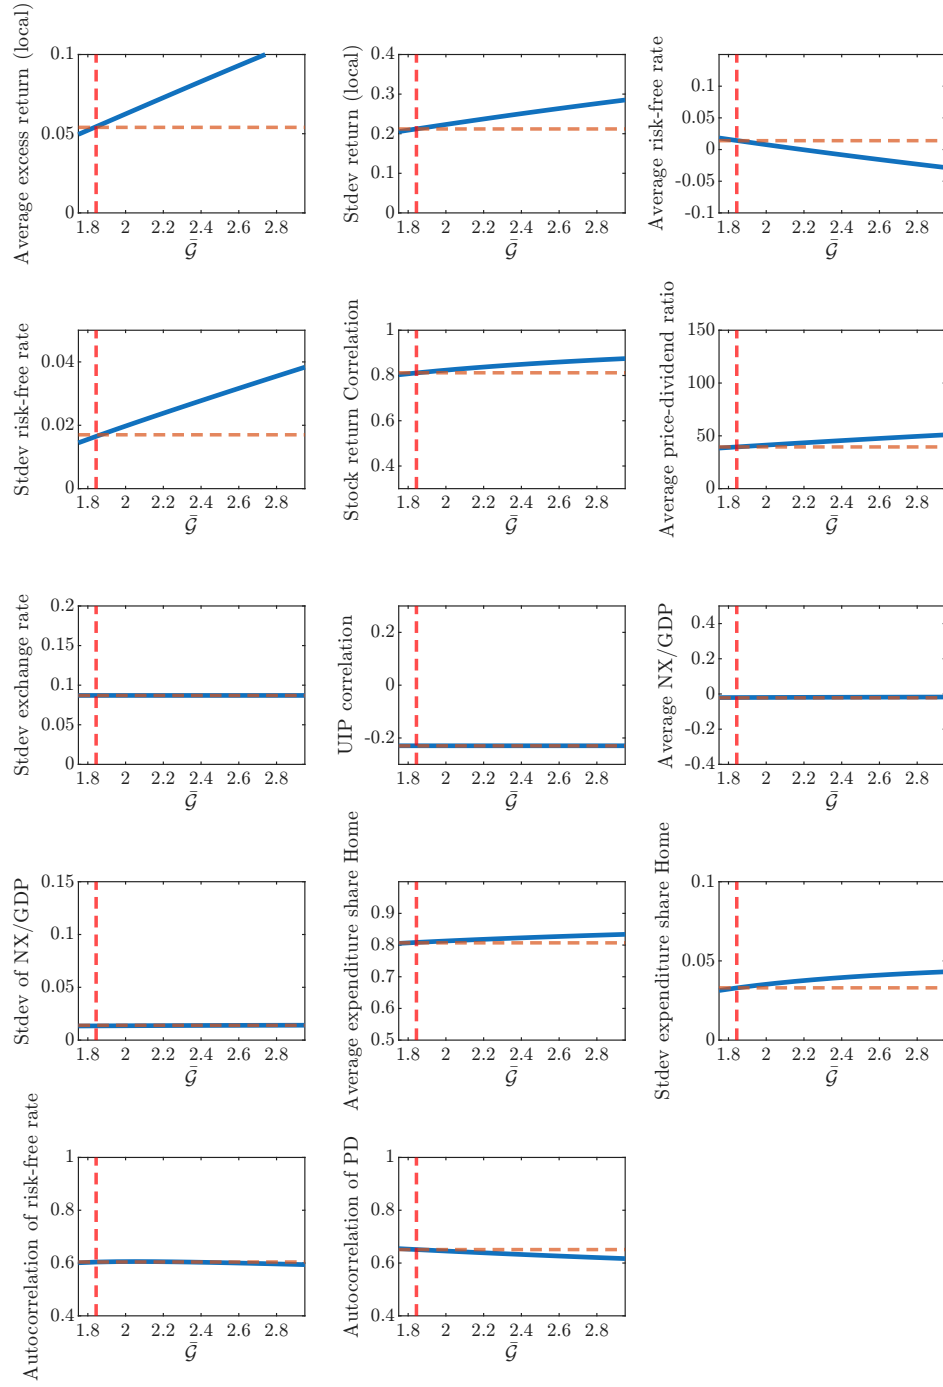 Average excess return (local)
0.1
0.05
0
1.8 2 2.2 2.4 2.6 2.8
𝒢̄
Stdev return (local)
0.4
0.3
0.2
0.1
0
1.8 2 2.2 2.4 2.6 2.8
𝒢̄
Average risk-free rate
0.1
0.05
0
-0.05
-0.1
1.8 2 2.2 2.4 2.6 2.8
𝒢̄
Stdev risk-free rate
0.04
0.02
0
1.8 2 2.2 2.4 2.6 2.8
𝒢̄
Stock return Correlation
1
0.8
0.6
0.4
1.8 2 2.2 2.4 2.6 2.8
𝒢̄
Average price-dividend ratio
150
100
50
0
1.8 2 2.2 2.4 2.6 2.8
𝒢̄
Stdev exchange rate
0.2
0.15
0.1
0.05
0
1.8 2 2.2 2.4 2.6 2.8
𝒢̄
UIP correlation
0.2
0
-0.2
1.8 2 2.2 2.4 2.6 2.8
𝒢̄
Average NX/GDP
0.4
0.2
0
-0.2
-0.4
1.8 2 2.2 2.4 2.6 2.8
𝒢̄
Stdev of NX/GDP
0.15
0.1
0.05
0
1.8 2 2.2 2.4 2.6 2.8
𝒢̄
Average expenditure share Home
0.9
0.8
0.7
0.6
0.5
1.8 2 2.2 2.4 2.6 2.8
𝒢̄
Stdev expenditure share Home
0.1
0.05
0
1.8 2 2.2 2.4 2.6 2.8
𝒢̄
Autocorrelation of risk-free rate
1
0.8
0.6
0.4
1.8 2 2.2 2.4 2.6 2.8
𝒢̄
Autocorrelation of PD
1
0.8
0.6
0.4
1.8 2 2.2 2.4 2.6 2.8
𝒢̄